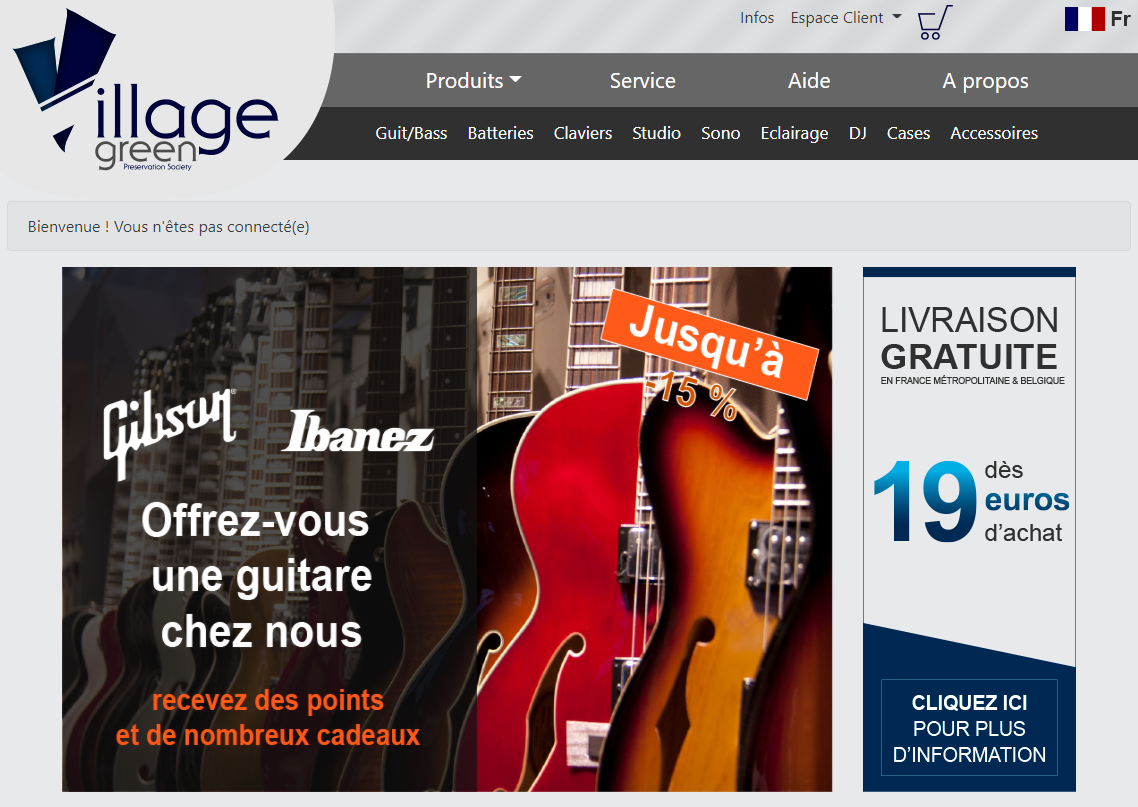 Infos Espace Client
Fr
Village
green
Preservation Society
Produits Service Aide A propos
Guit/Bass Batteries Claviers Studio Sono Eclairage DJ Cases Accessoires
Bienvenue ! Vous n'êtes pas connecté(e)
Jusqu'à
-15 %
Gibson
Ibanez
Offrez-vous
une guitare
chez nous
recevez des points
et de nombreux cadeaux
LIVRAISON
GRATUITE
EN FRANCE MÉTROPOLITAINE & BELGIQUE
19 dès
euros
d'achat
CLIQUEZ ICI
POUR PLUS
D'INFORMATION